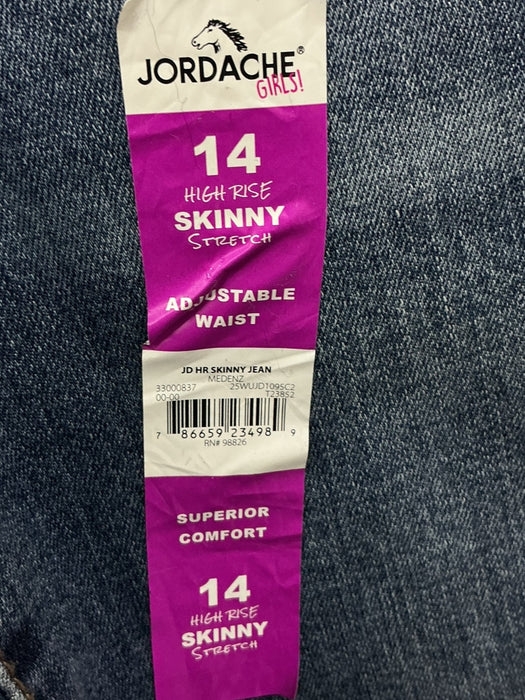 JORDACHE®
GIRLS!
14
HIGH RISE
SKINNY
STRETCH
ADJUSTABLE
WAIST
JD HR SKINNY JEAN
MEDENZ
33000837 25WUJDT09SC2
00-00 T238S2
7 86659 23498 9
RN# 98826
SUPERIOR
COMFORT
14
HIGH RISE
SKINNY
STRETCH